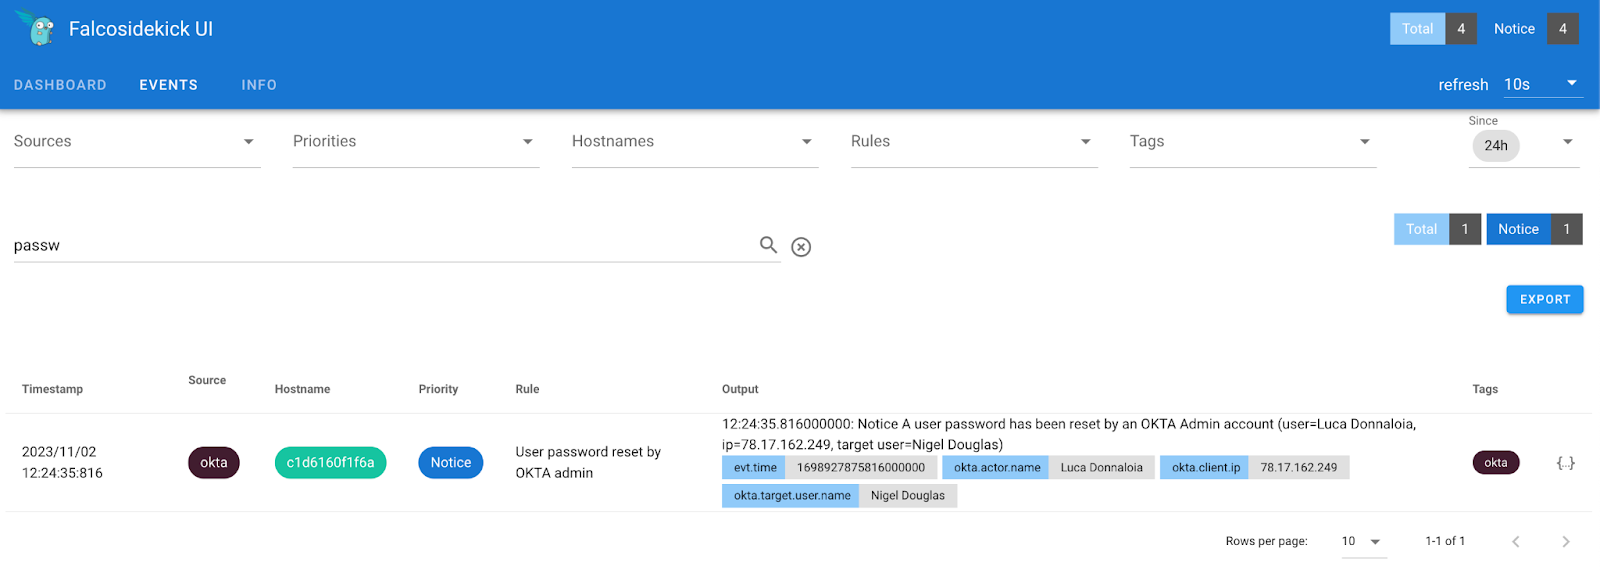 Falcosidekick UI
Total 4 Notice 4
DASHBOARD EVENTS INFO
refresh 10s
Since
Sources Priorities Hostnames Rules Tags 24h
Total 1 Notice 1
passw
EXPORT
Timestamp Source Hostname Priority Rule Output Tags
2023/11/02
12:24:35:816
okta
c1d6160f1f6a
Notice
User password reset by
OKTA admin
12:24:35.816000000: Notice A user password has been reset by an OKTA Admin account (user=Luca Donnaloia,
ip=78.17.162.249, target user=Nigel Douglas)
evt.time 1698927875816000000 okta.actor.name Luca Donnaloia okta.client.ip 78.17.162.249
okta.target.user.name Nigel Douglas
okta
{...}
Rows per page: 10 1-1 of 1